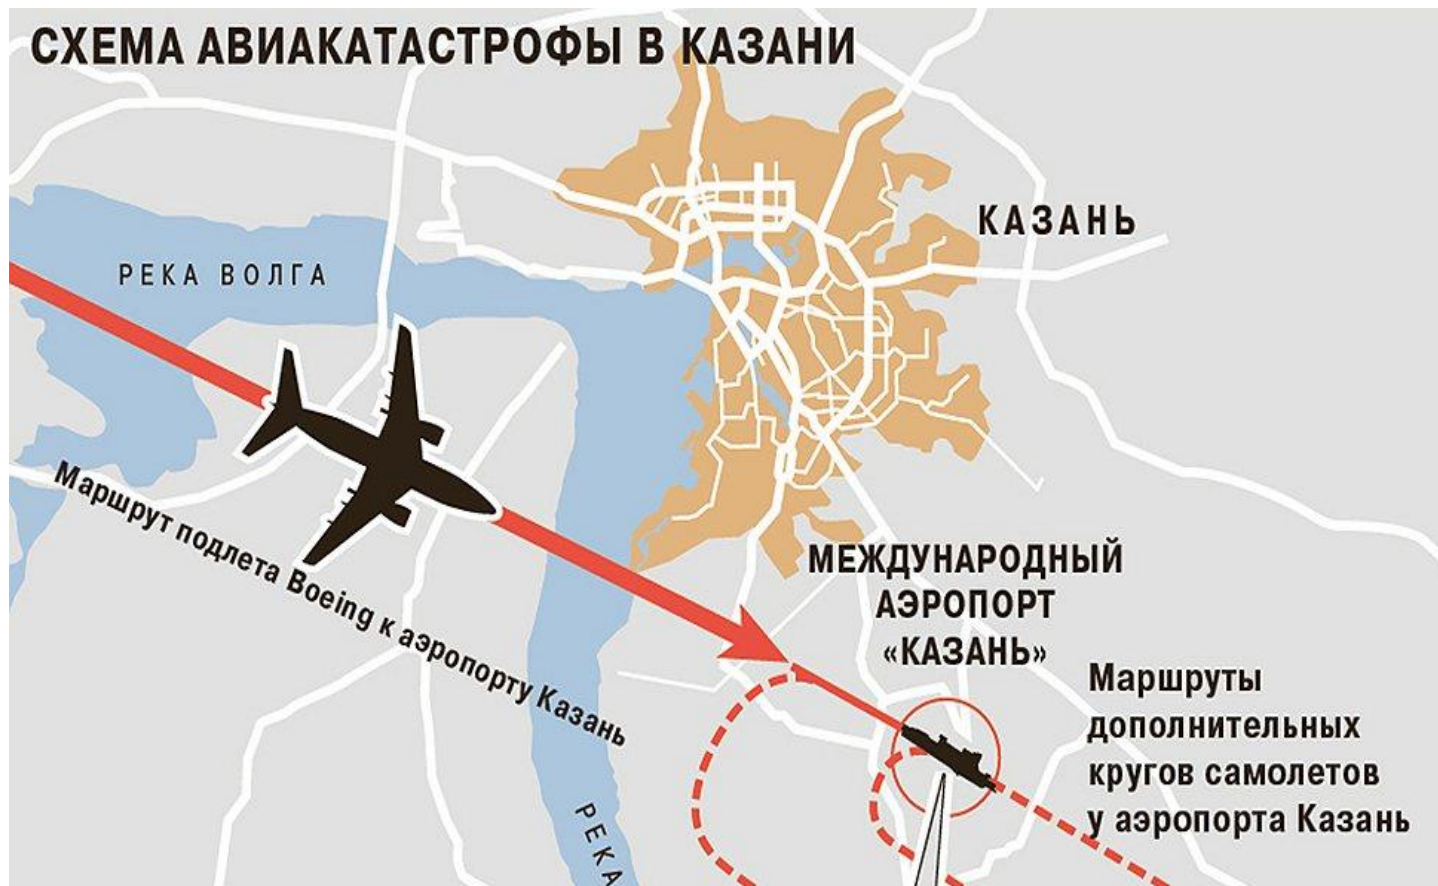 СХЕМА АВИАКАТАСТРОФЫ В КАЗАНИ
КАЗАНЬ
РЕКА ВОЛГА
Маршрут подлета Boeing к аэропорту Казань
МЕЖДУНАРОДНЫЙ
АЭРОПОРТ
«КАЗАНЬ»
Маршруты
дополнительных
кругов самолетов
у аэропорта Казань
РЕКА